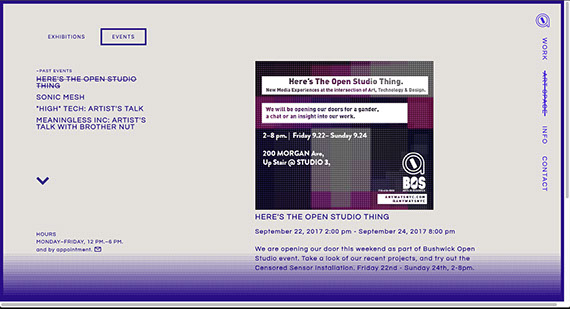 EXHIBITIONS
EVENTS
~PAST EVENTS
HERE'S THE OPEN STUDIO
THING
SONIC MESH
"HIGH" TECH: ARTIST'S TALK
MEANINGLESS INC: ARTIST'S
TALK WITH BROTHER NUT
HOURS
MONDAY–FRIDAY, 12 PM.–6 PM.
and by appointment.
Here's The Open Studio Thing.
New Media Experiences at the intersection of Art, Technology & Design.
We will be opening our doors for a gander,
a chat or an insight into our work.
2–8 pm. | Friday 9.22– Sunday 9.24
200 MORGAN Ave,
Up Stair @ STUDIO 3,
BOS
HERE'S THE OPEN STUDIO THING
September 22, 2017 2:00 pm - September 24, 2017 8:00 pm
We are opening our door this weekend as part of Bushwick Open
Studio event. Take a look of our recent projects, and try out the
Censored Sensor installation. Friday 22nd - Sunday 24th, 2-8pm.
WORK
ART SPACE
INFO
CONTACT